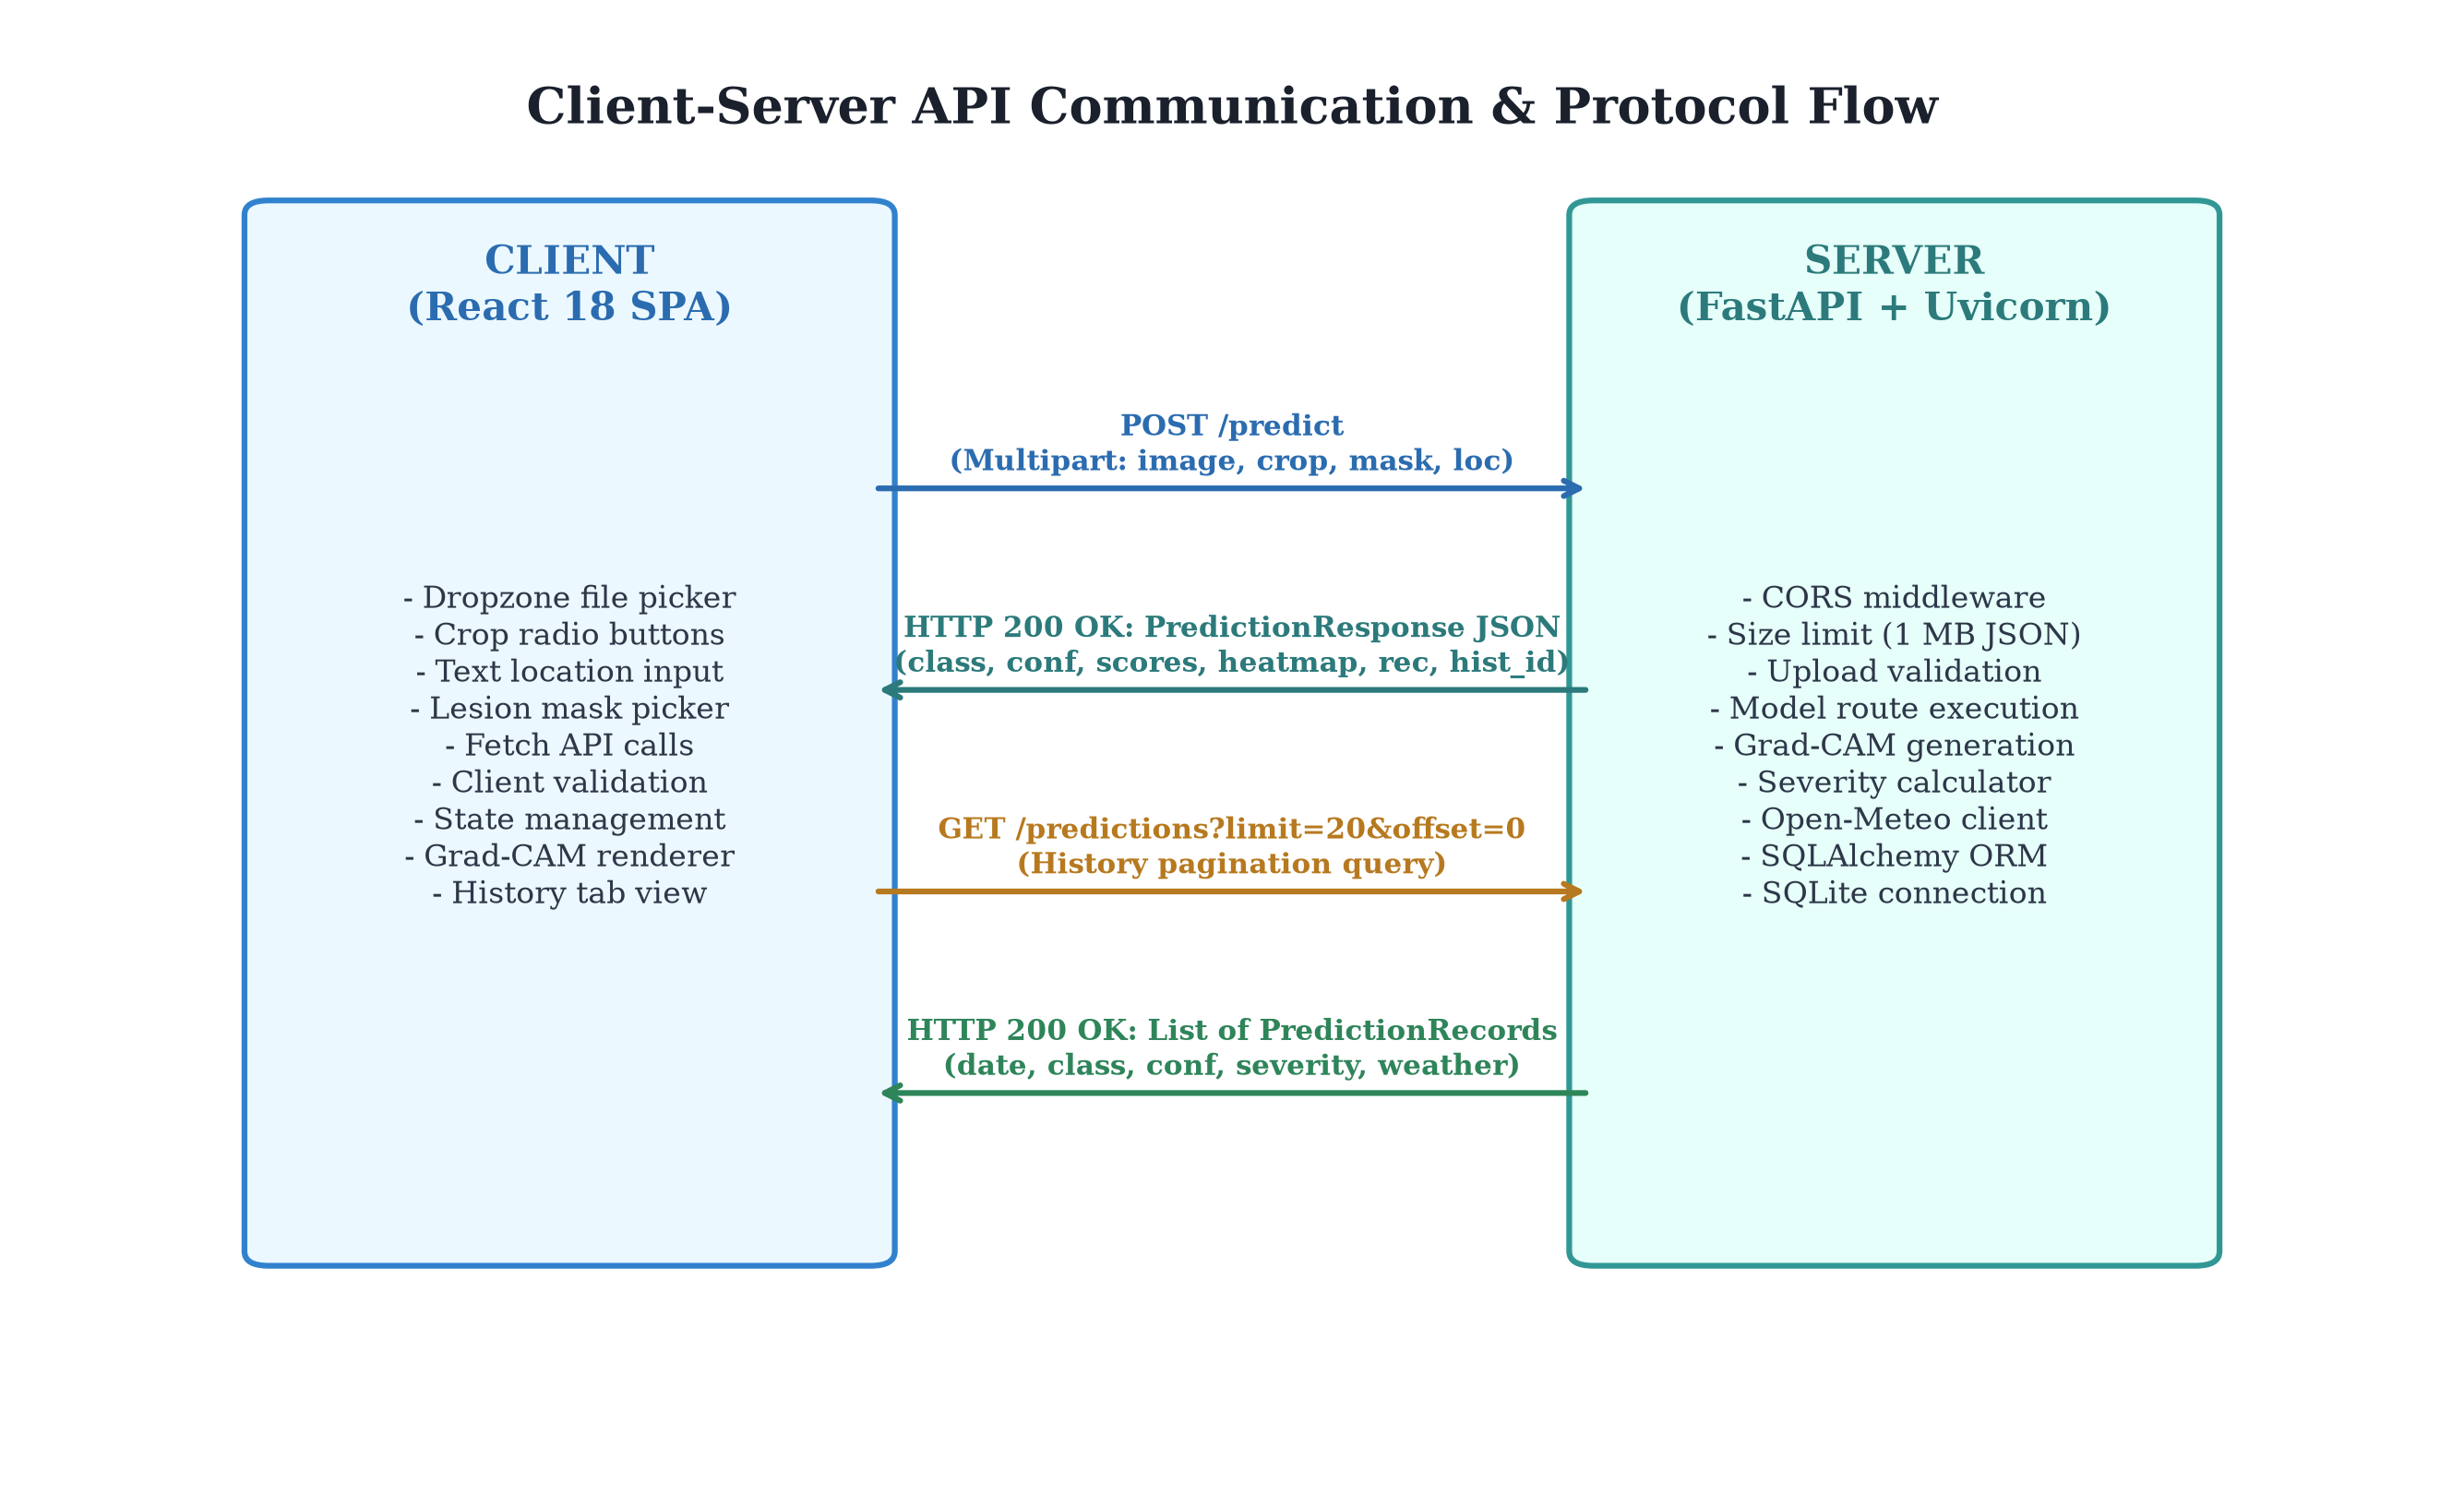 Client-Server API Communication & Protocol Flow
CLIENT
(React 18 SPA)
- Dropzone file picker
- Crop radio buttons
- Text location input
- Lesion mask picker
- Fetch API calls
- Client validation
- State management
- Grad-CAM renderer
- History tab view
POST /predict
(Multipart: image, crop, mask, loc)
HTTP 200 OK: PredictionResponse JSON
(class, conf, scores, heatmap, rec, hist_id)
GET /predictions?limit=20&offset=0
(History pagination query)
HTTP 200 OK: List of PredictionRecords
(date, class, conf, severity, weather)
SERVER
(FastAPI + Uvicorn)
- CORS middleware
- Size limit (1 MB JSON)
- Upload validation
- Model route execution
- Grad-CAM generation
- Severity calculator
- Open-Meteo client
- SQLAlchemy ORM
- SQLite connection